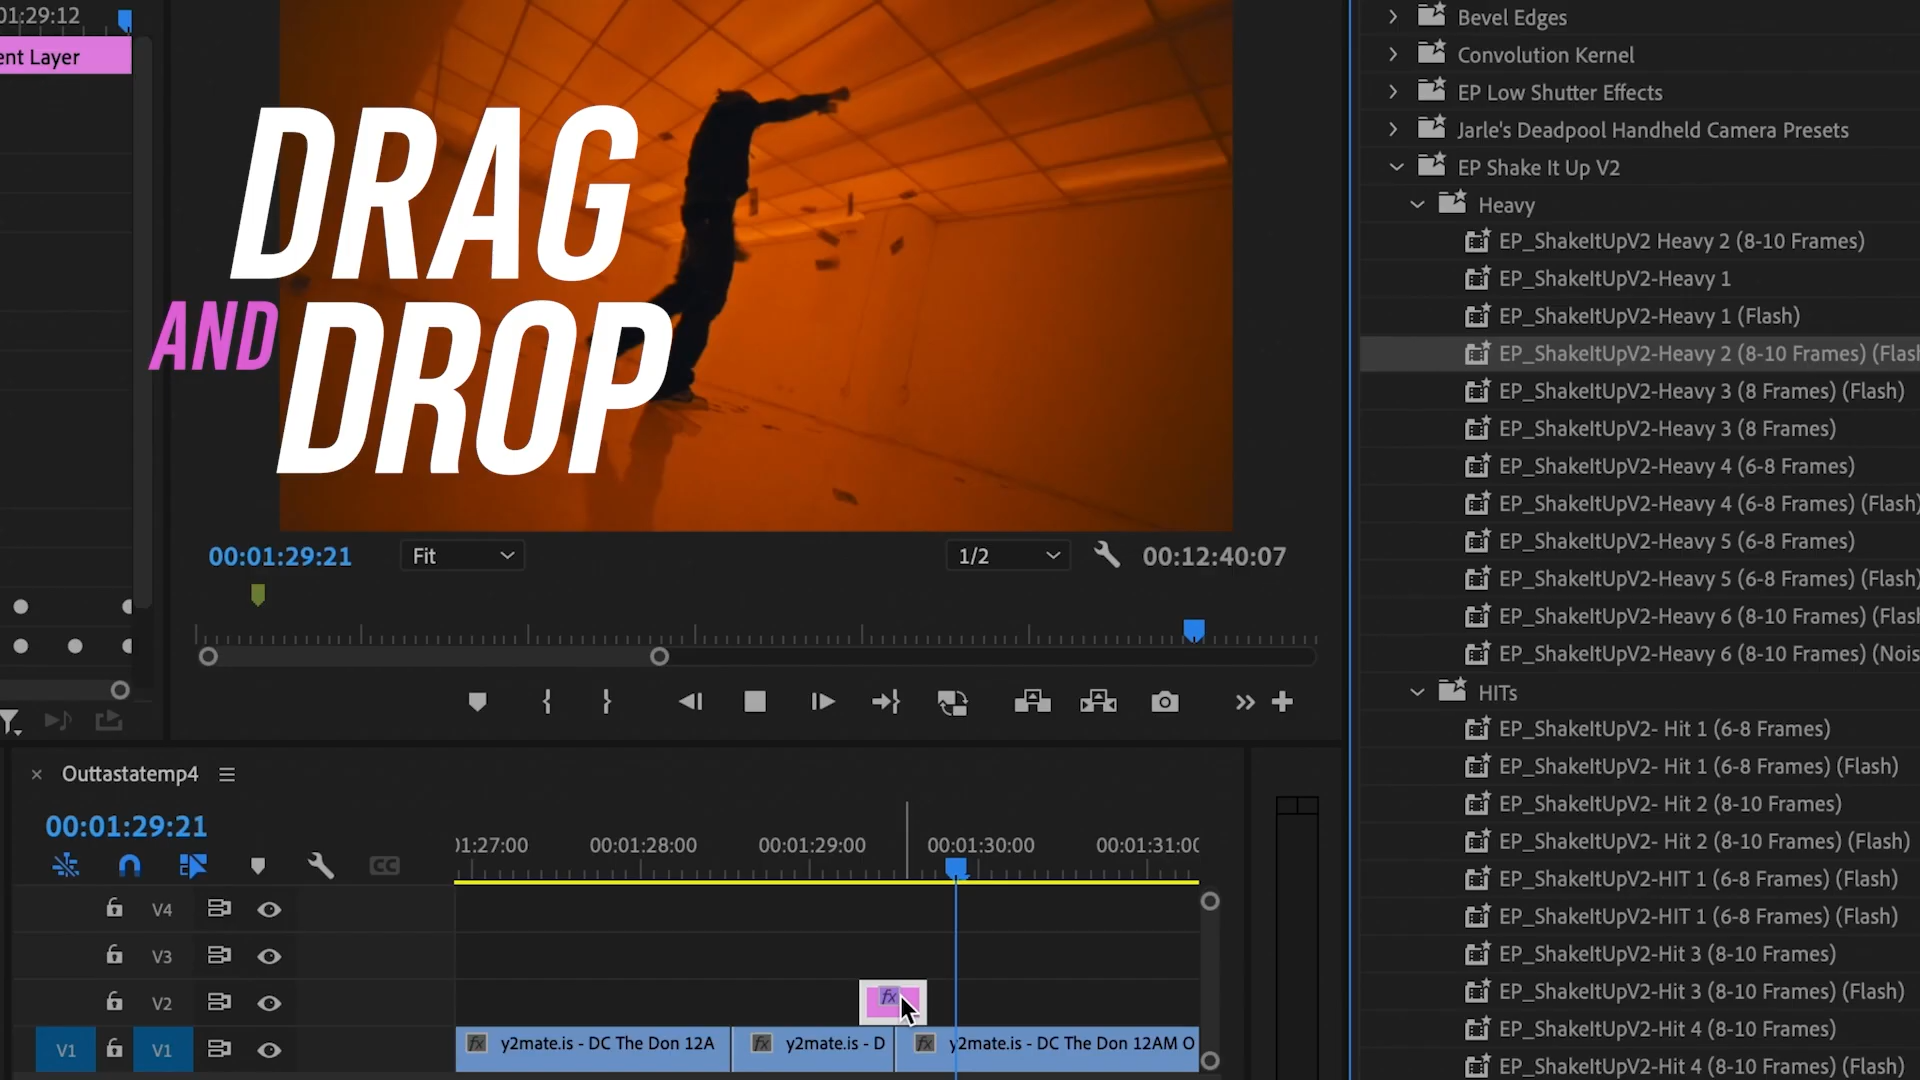 01:29:12
ent Layer
DRAG
AND DROP
00:01:29:21
Fit
1/2
00:12:40:07
Outtastatemp4
00:01:29:21
1:27:00
00:01:28:00
00:01:29:00
00:01:30:00
00:01:31:00
CC
V4
V3
V2
fx
V1
V1
fx y2mate.is - DC The Don 12A
fx y2mate.is - D
fx y2mate.is - DC The Don 12AM O
Bevel Edges
Convolution Kernel
EP Low Shutter Effects
Jarle's Deadpool Handheld Camera Presets
EP Shake It Up V2
Heavy
EP_ShakeItUpV2 Heavy 2 (8-10 Frames)
EP_ShakeItUpV2-Heavy 1
EP_ShakeItUpV2-Heavy 1 (Flash)
EP_ShakeItUpV2-Heavy 2 (8-10 Frames) (Flash
EP_ShakeItUpV2-Heavy 3 (8 Frames) (Flash)
EP_ShakeItUpV2-Heavy 3 (8 Frames)
EP_ShakeItUpV2-Heavy 4 (6-8 Frames)
EP_ShakeItUpV2-Heavy 4 (6-8 Frames) (Flash)
EP_ShakeItUpV2-Heavy 5 (6-8 Frames)
EP_ShakeItUpV2-Heavy 5 (6-8 Frames) (Flash)
EP_ShakeItUpV2-Heavy 6 (8-10 Frames) (Flash
EP_ShakeItUpV2-Heavy 6 (8-10 Frames) (Nois
HITs
EP_ShakeItUpV2- Hit 1 (6-8 Frames)
EP_ShakeItUpV2- Hit 1 (6-8 Frames) (Flash)
EP_ShakeItUpV2- Hit 2 (8-10 Frames)
EP_ShakeItUpV2- Hit 2 (8-10 Frames) (Flash)
EP_ShakeItUpV2-HIT 1 (6-8 Frames) (Flash)
EP_ShakeItUpV2-HIT 1 (6-8 Frames) (Flash)
EP_ShakeItUpV2-Hit 3 (8-10 Frames)
EP_ShakeItUpV2-Hit 3 (8-10 Frames) (Flash)
EP_ShakeItUpV2-Hit 4 (8-10 Frames)
EP_ShakeItUpV2-Hit 4 (8-10 Frames) (Flash)